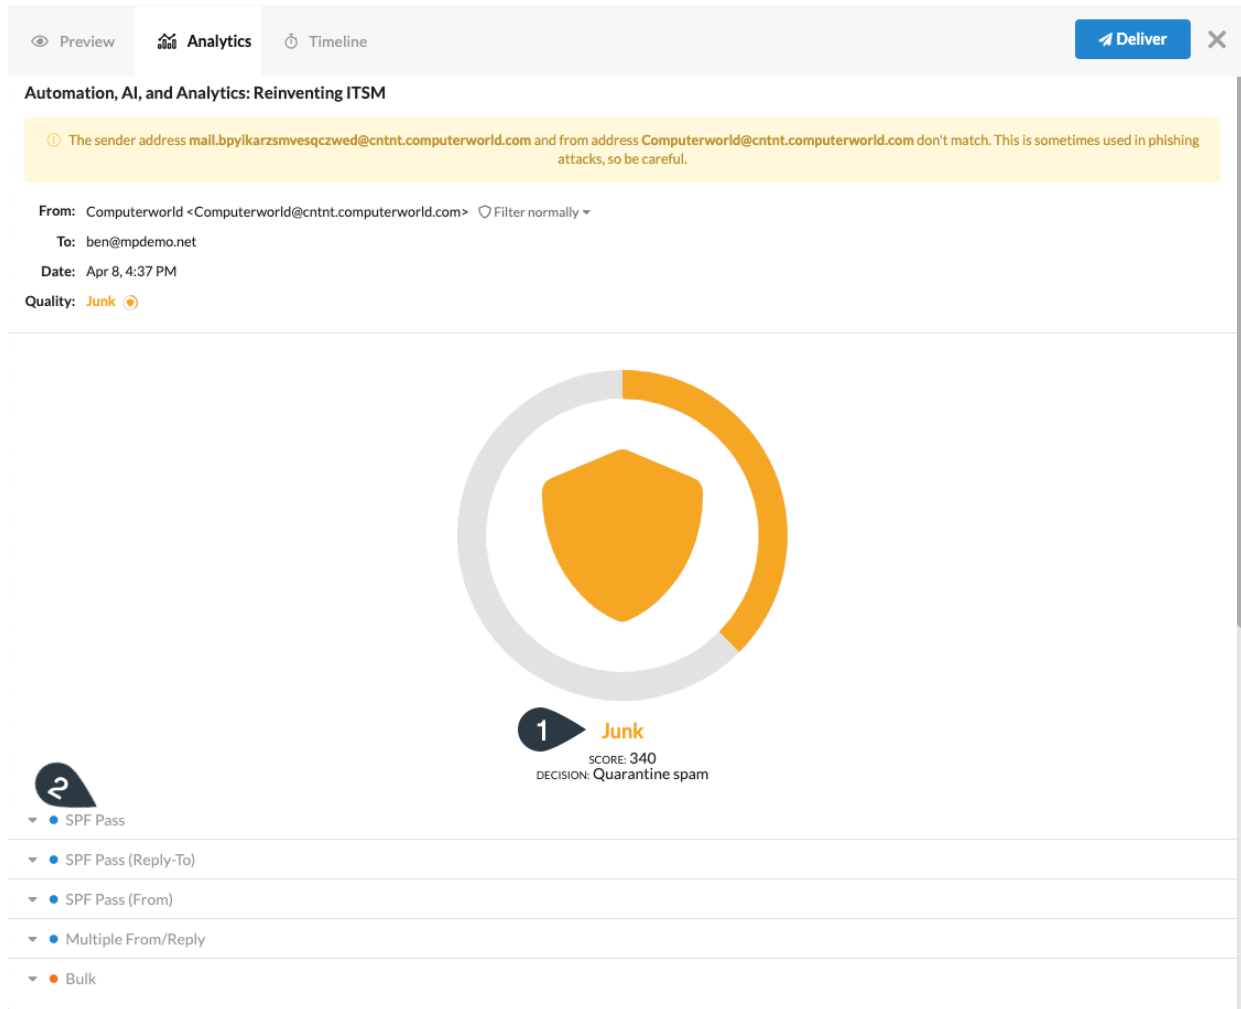 Preview Analytics Timeline Deliver
Automation, AI, and Analytics: Reinventing ITSM
The sender address mail.bpyikarzsmvesqczwed@cntnt.computerworld.com and from address Computerworld@cntnt.computerworld.com don't match. This is sometimes used in phishing
attacks, so be careful.
From: Computerworld <Computerworld@cntnt.computerworld.com> Filter normally
To: ben@mpdemo.net
Date: Apr 8, 4:37 PM
Quality: Junk
1 Junk
SCORE: 340
DECISION: Quarantine spam
2
SPF Pass
SPF Pass (Reply-To)
SPF Pass (From)
Multiple From/Reply
Bulk